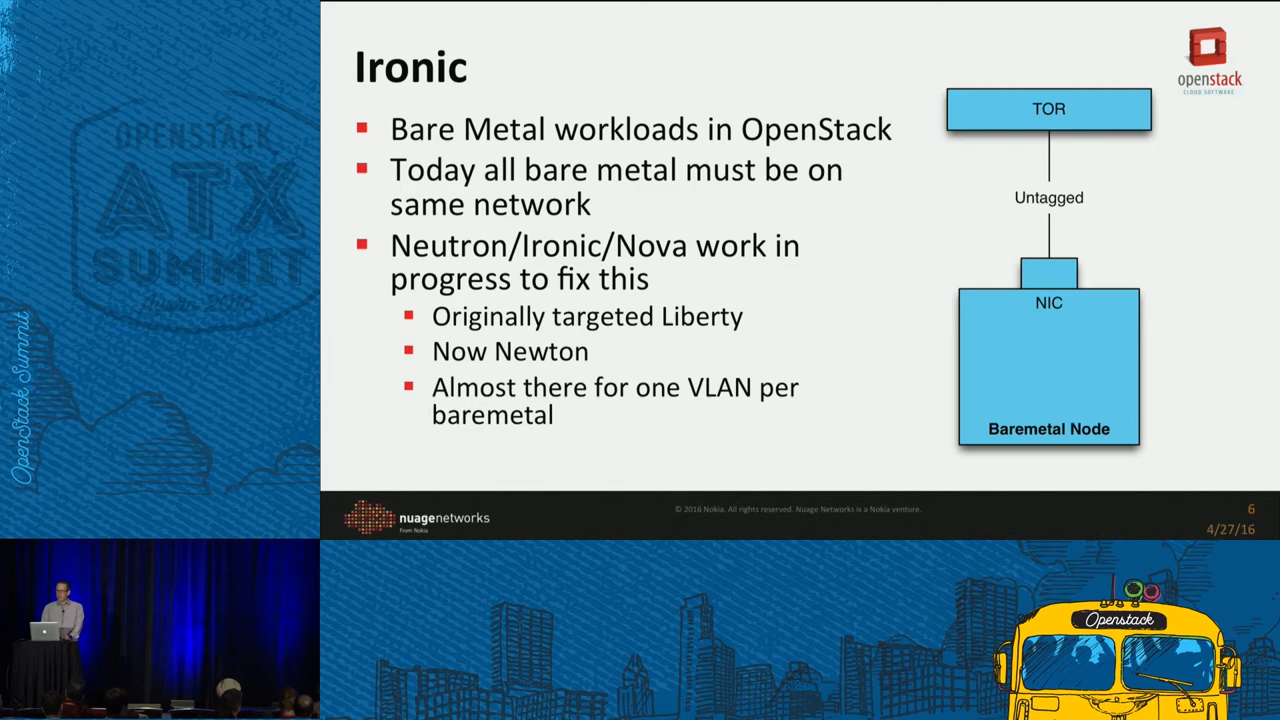 OPENSTACK
ATX
SUMMIT
Austin 2016
OpenStack Summit
Ironic
openstack
CLOUD SOFTWARE
Bare Metal workloads in OpenStack
Today all bare metal must be on
same network
Neutron/Ironic/Nova work in
progress to fix this
Originally targeted Liberty
Now Newton
Almost there for one VLAN per
baremetal
TOR
Untagged
NIC
Baremetal Node
nuagenetworks
From Nokia
© 2016 Nokia. All rights reserved. Nuage Networks is a Nokia venture.
6
4/27/16
Openstack